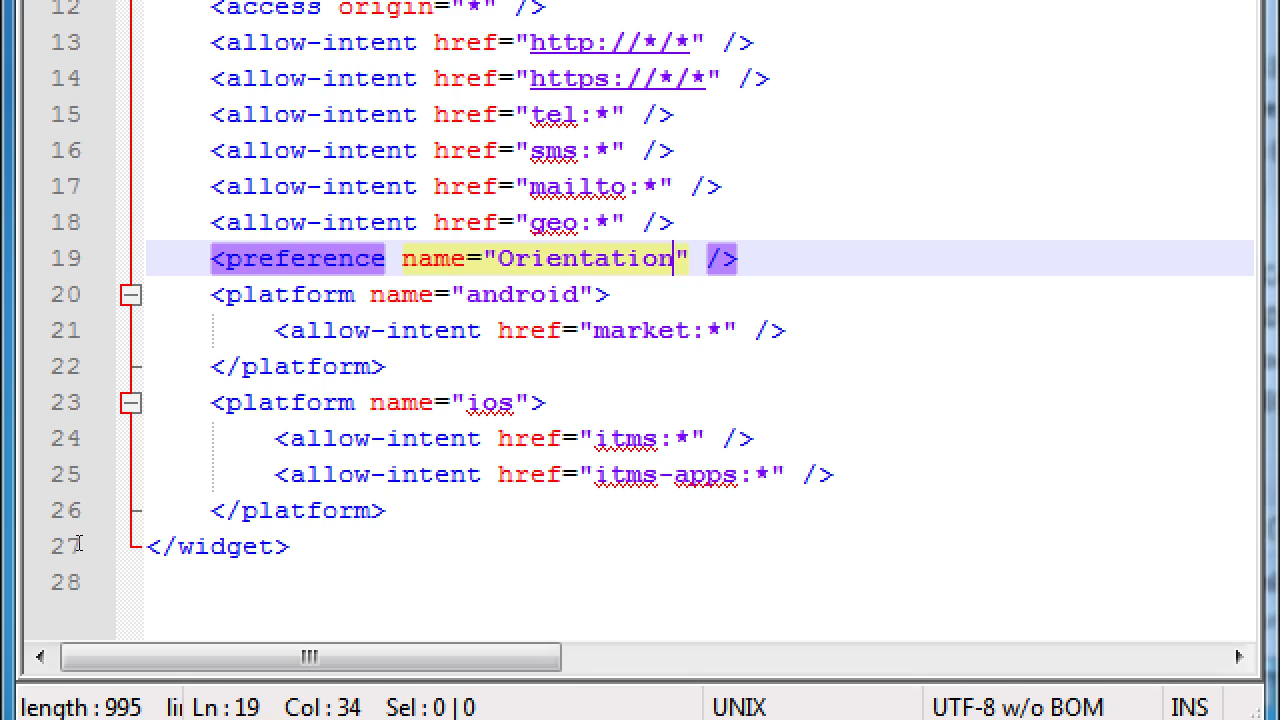 12 <access origin="*" />
13 <allow-intent href="http://*/*" />
14 <allow-intent href="https://*/*" />
15 <allow-intent href="tel:*" />
16 <allow-intent href="sms:*" />
17 <allow-intent href="mailto:*" />
18 <allow-intent href="geo:*" />
19 <preference name="Orientation" />
20 <platform name="android">
21 <allow-intent href="market:*" />
22 </platform>
23 <platform name="ios">
24 <allow-intent href="itms:*" />
25 <allow-intent href="itms-apps:*" />
26 </platform>
27 </widget>
28
length : 995 Ln : 19 Col : 34 Sel : 0 | 0 UNIX UTF-8 w/o BOM INS